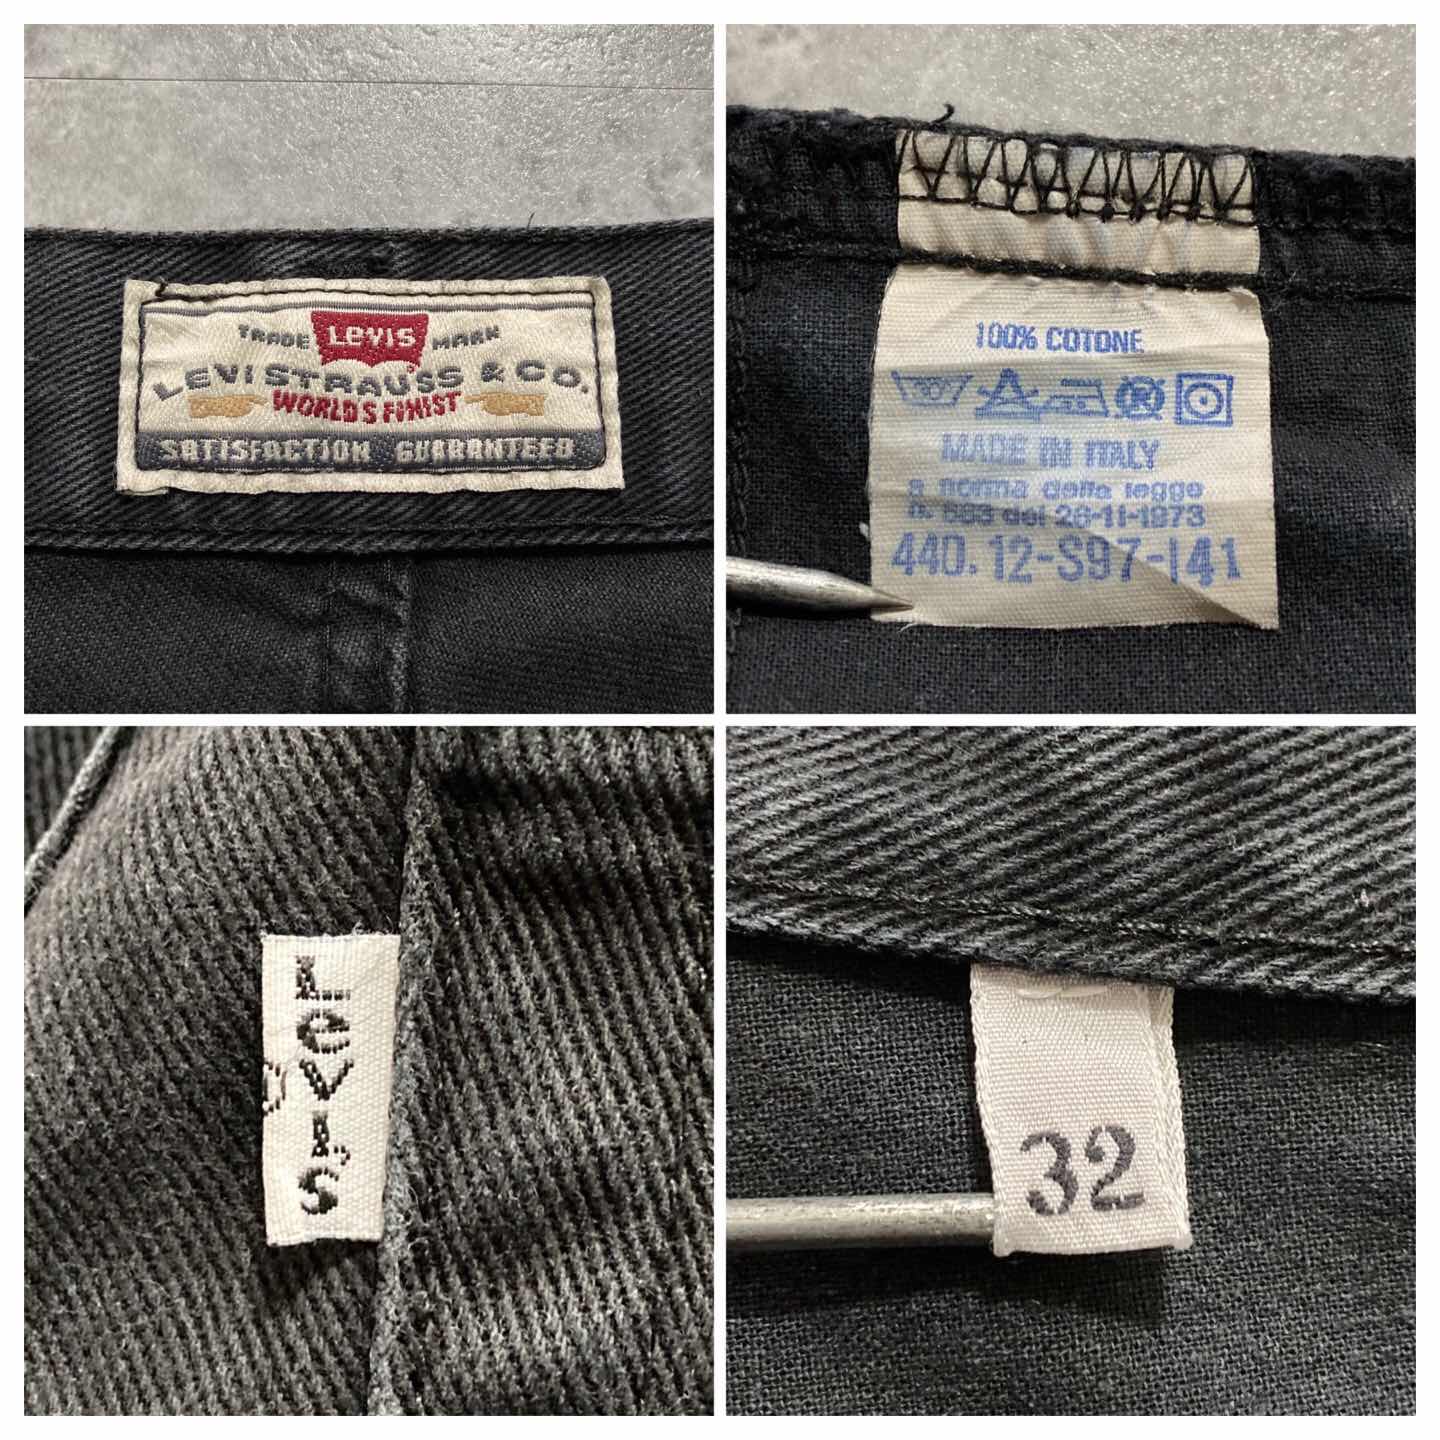 TRADE LEVI'S MARK
LEVI STRAUSS & CO.
WORLD'S FINEST
SATISFACTION GUARANTEED
100% COTONE
MADE IN ITALY
a norma della legge
n. 883 del 26-11-1973
440.12-S97-141
LEVI'S
32